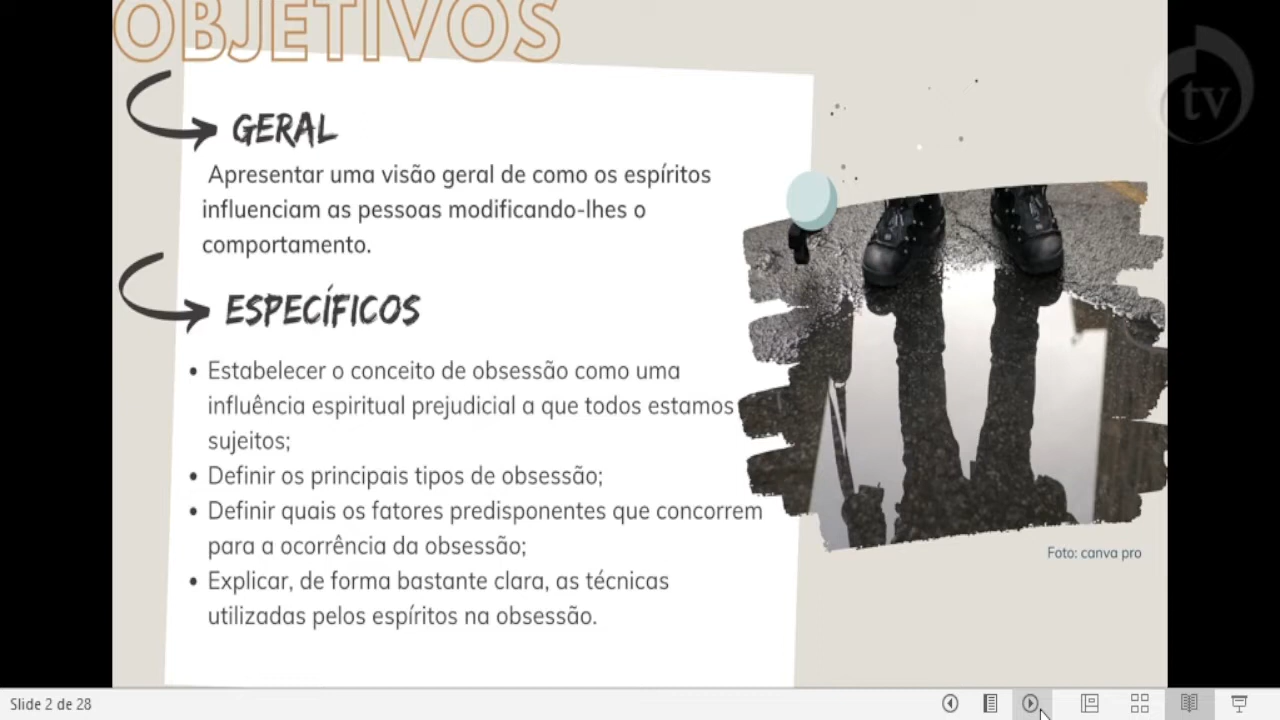 OBJETIVOS
tv
GERAL
Apresentar uma visão geral de como os espíritos
influenciam as pessoas modificando-lhes o
comportamento.
ESPECÍFICOS
• Estabelecer o conceito de obsessão como uma
influência espiritual prejudicial a que todos estamos
sujeitos;
• Definir os principais tipos de obsessão;
• Definir quais os fatores predisponentes que concorrem
para a ocorrência da obsessão;
• Explicar, de forma bastante clara, as técnicas
utilizadas pelos espíritos na obsessão.
Foto: canva pro
Slide 2 de 28